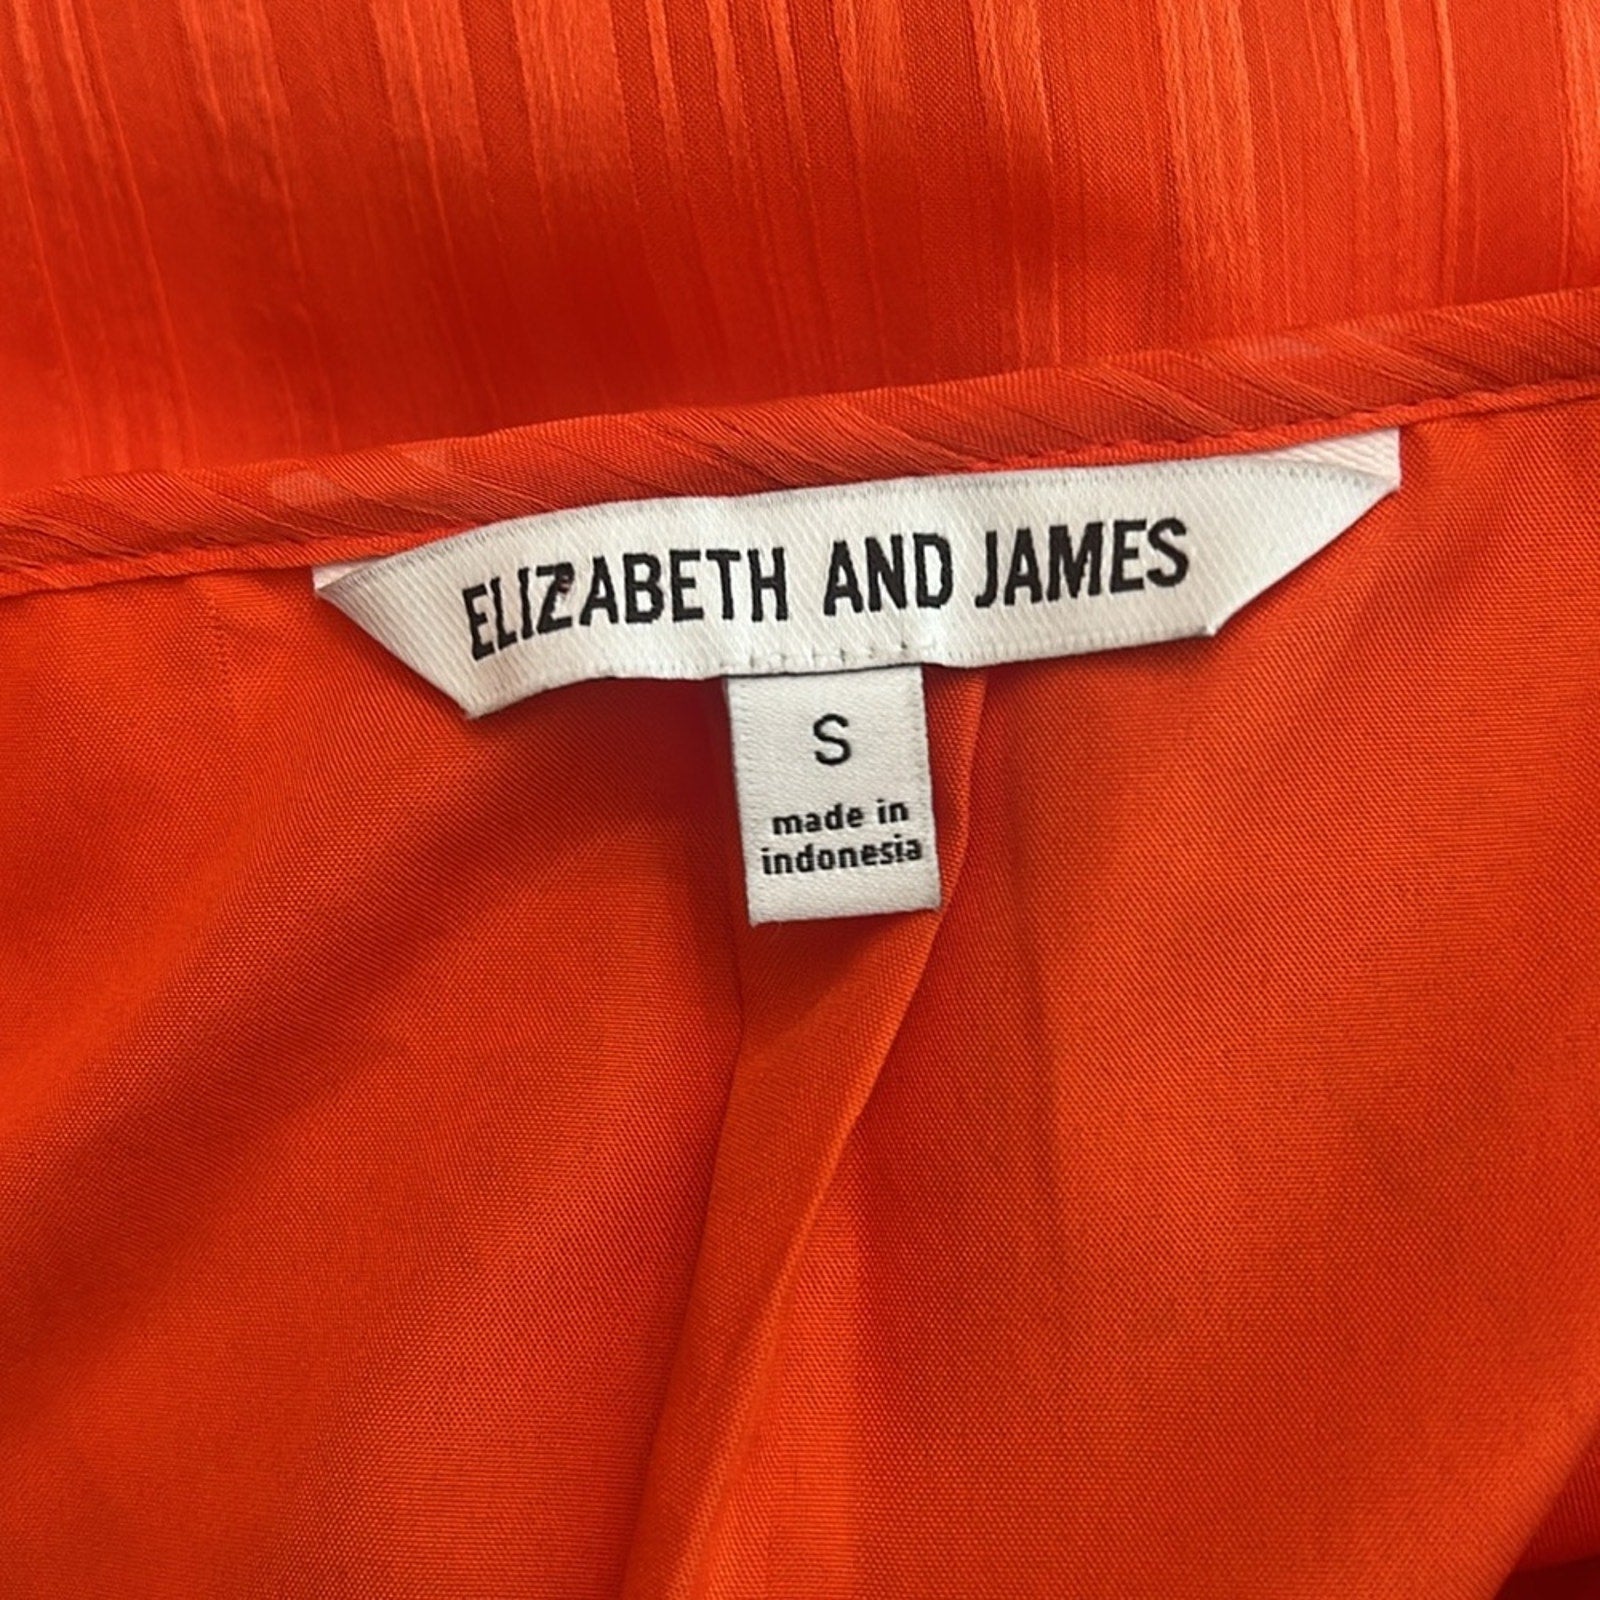 ELIZABETH AND JAMES
S
made in
indonesia